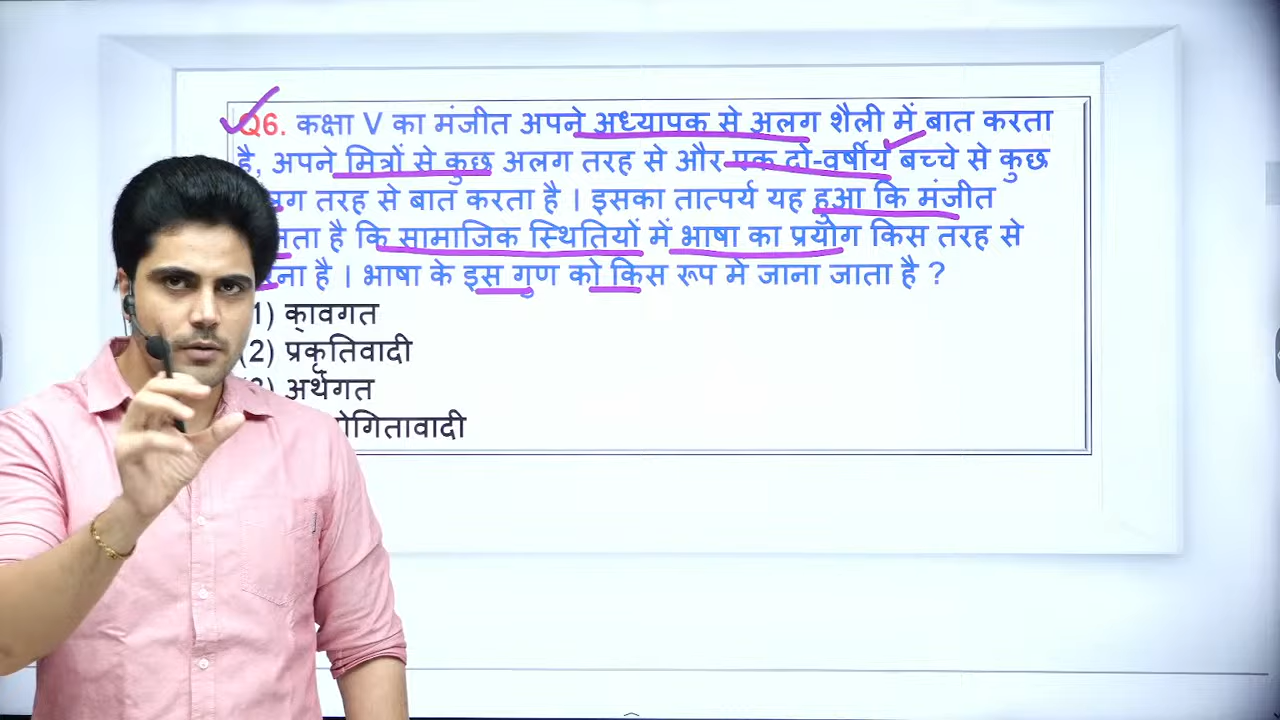 Q6. कक्षा V का मंजीत अपने अध्यापक से अलग शैली में बात करता
है, अपने मित्रों से कुछ अलग तरह से और एक दो-वर्षीय बच्चे से कुछ
तरह से बात करता है । इसका तात्पर्य यह हुआ कि मंजीत
है कि सामाजिक स्थितियों में भाषा का प्रयोग किस तरह से
है । भाषा के इस गुण को किस रूप में जाना जाता है ?
1) क्ावगत
(2) प्रकृतिवादी
अर्थगत